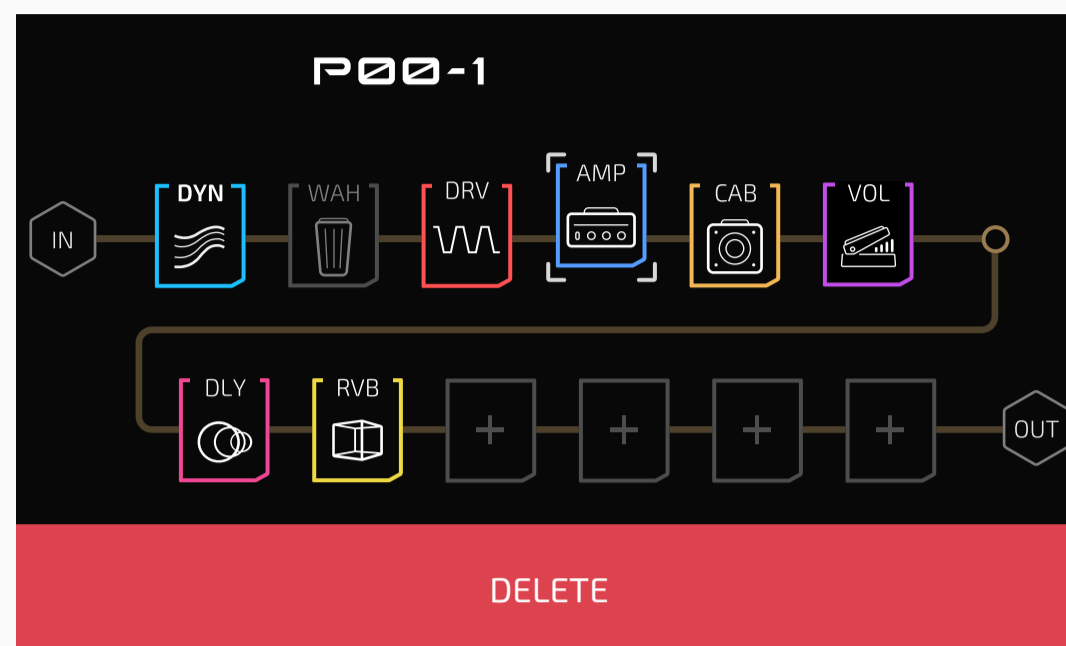 P00-1
IN DYN WAH DRV AMP CAB VOL
DLY RVB + + + + OUT
DELETE